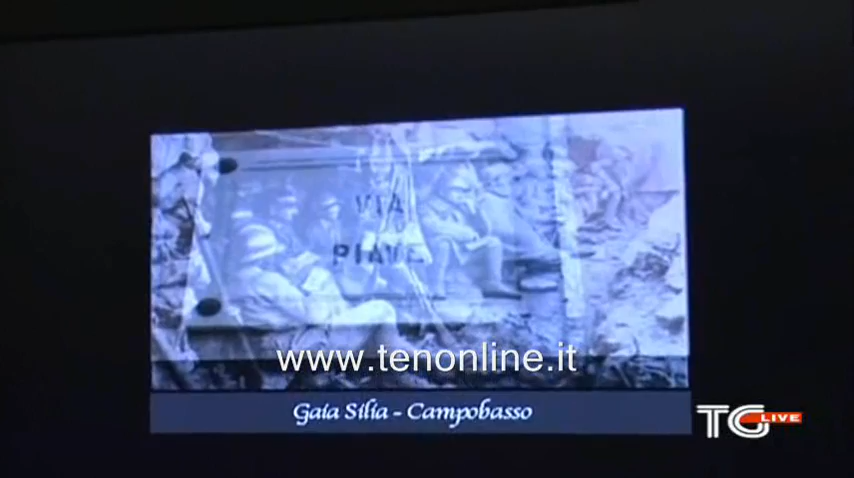 VIA
PIAVE
www.tenonline.it
Gaia Silia - Campobasso
TG LIVE